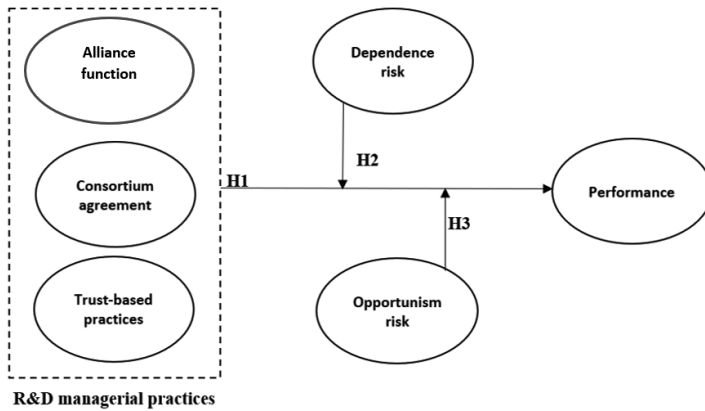 Alliance
function
Consortium
agreement
Trust-based
practices
R&D managerial practices
H1
Dependence
risk
H2
H3
Opportunism
risk
Performance